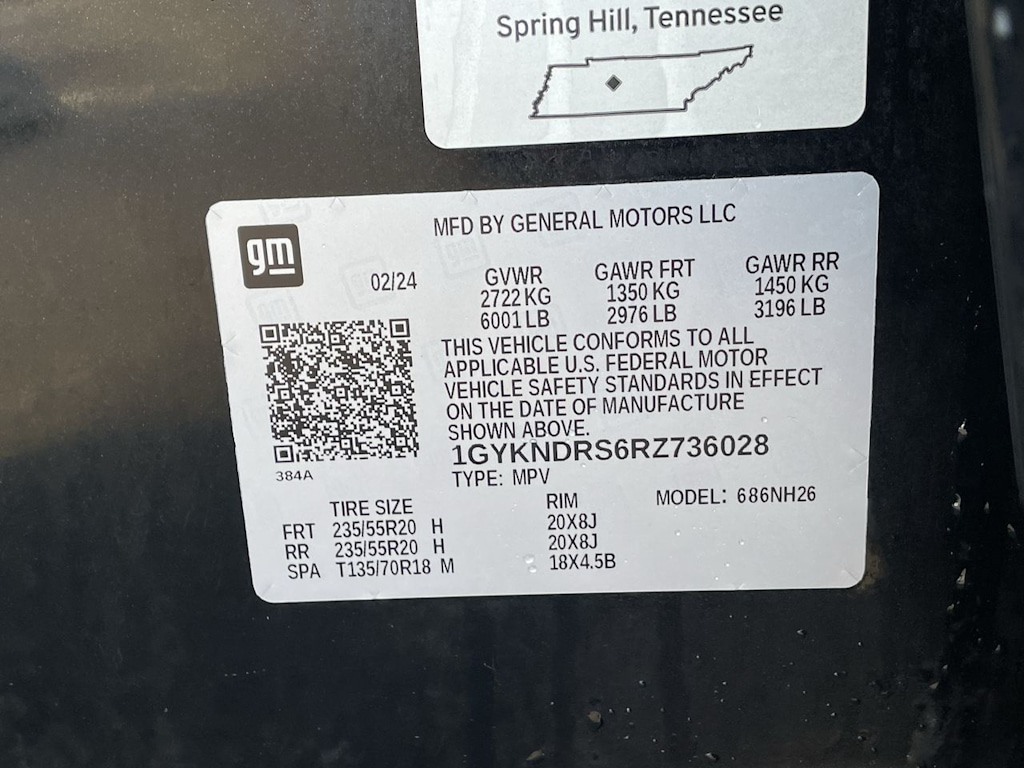 Spring Hill, Tennessee
gm
MFD BY GENERAL MOTORS LLC
02/24
GVWR GAWR FRT GAWR RR
2722 KG 1350 KG 1450 KG
6001 LB 2976 LB 3196 LB
THIS VEHICLE CONFORMS TO ALL
APPLICABLE U.S. FEDERAL MOTOR
VEHICLE SAFETY STANDARDS IN EFFECT
ON THE DATE OF MANUFACTURE
SHOWN ABOVE.
1GYKNDRS6RZ736028
384A
TYPE: MPV
MODEL: 686NH26
TIRE SIZE RIM
FRT 235/55R20 H 20X8J
RR 235/55R20 H 20X8J
SPA T135/70R18 M 18X4.5B